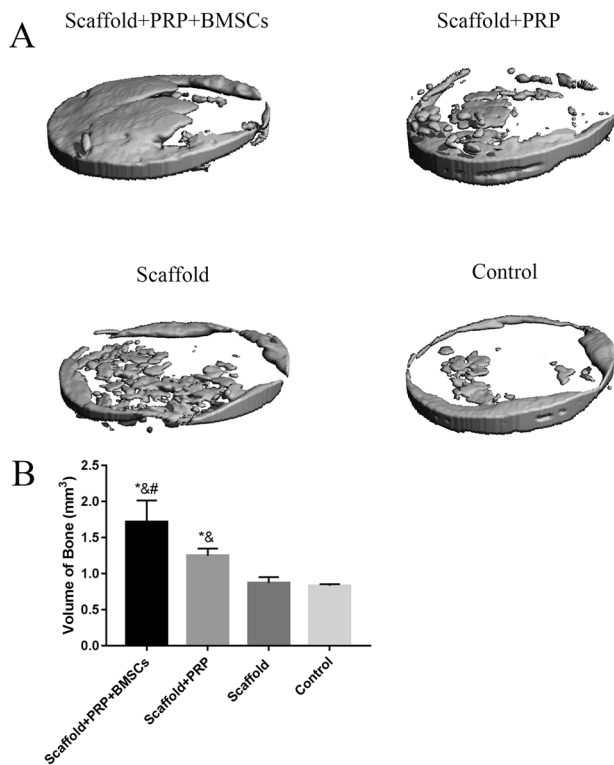 Scaffold+PRP+BMSCs
Scaffold+PRP
A
Scaffold
Control
B
Volume of Bone (mm³)
2.5
2.0
1.5
1.0
0.5
0.0
*&#
*&
Scaffold+PRP+BMSCs
Scaffold+PRP
Scaffold
Control